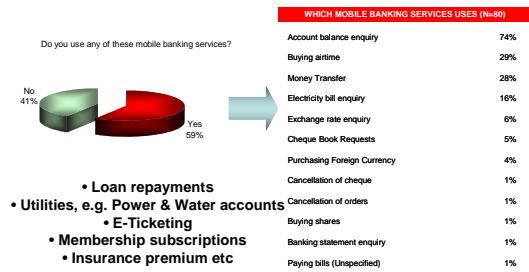 Do you use any of these mobile banking services?
No
41%
Yes
59%
• Loan repayments
• Utilities, e.g. Power & Water accounts
• E-Ticketing
• Membership subscriptions
• Insurance premium etc
WHICH MOBILE BANKING SERVICES USES (N=80)
Account balance enquiry 74%
Buying airtime 29%
Money Transfer 28%
Electricity bill enquiry 16%
Exchange rate enquiry 6%
Cheque Book Requests 5%
Purchasing Foreign Currency 4%
Cancellation of cheque 1%
Cancellation of orders 1%
Buying shares 1%
Banking statement enquiry 1%
Paying bills (Unspecified) 1%